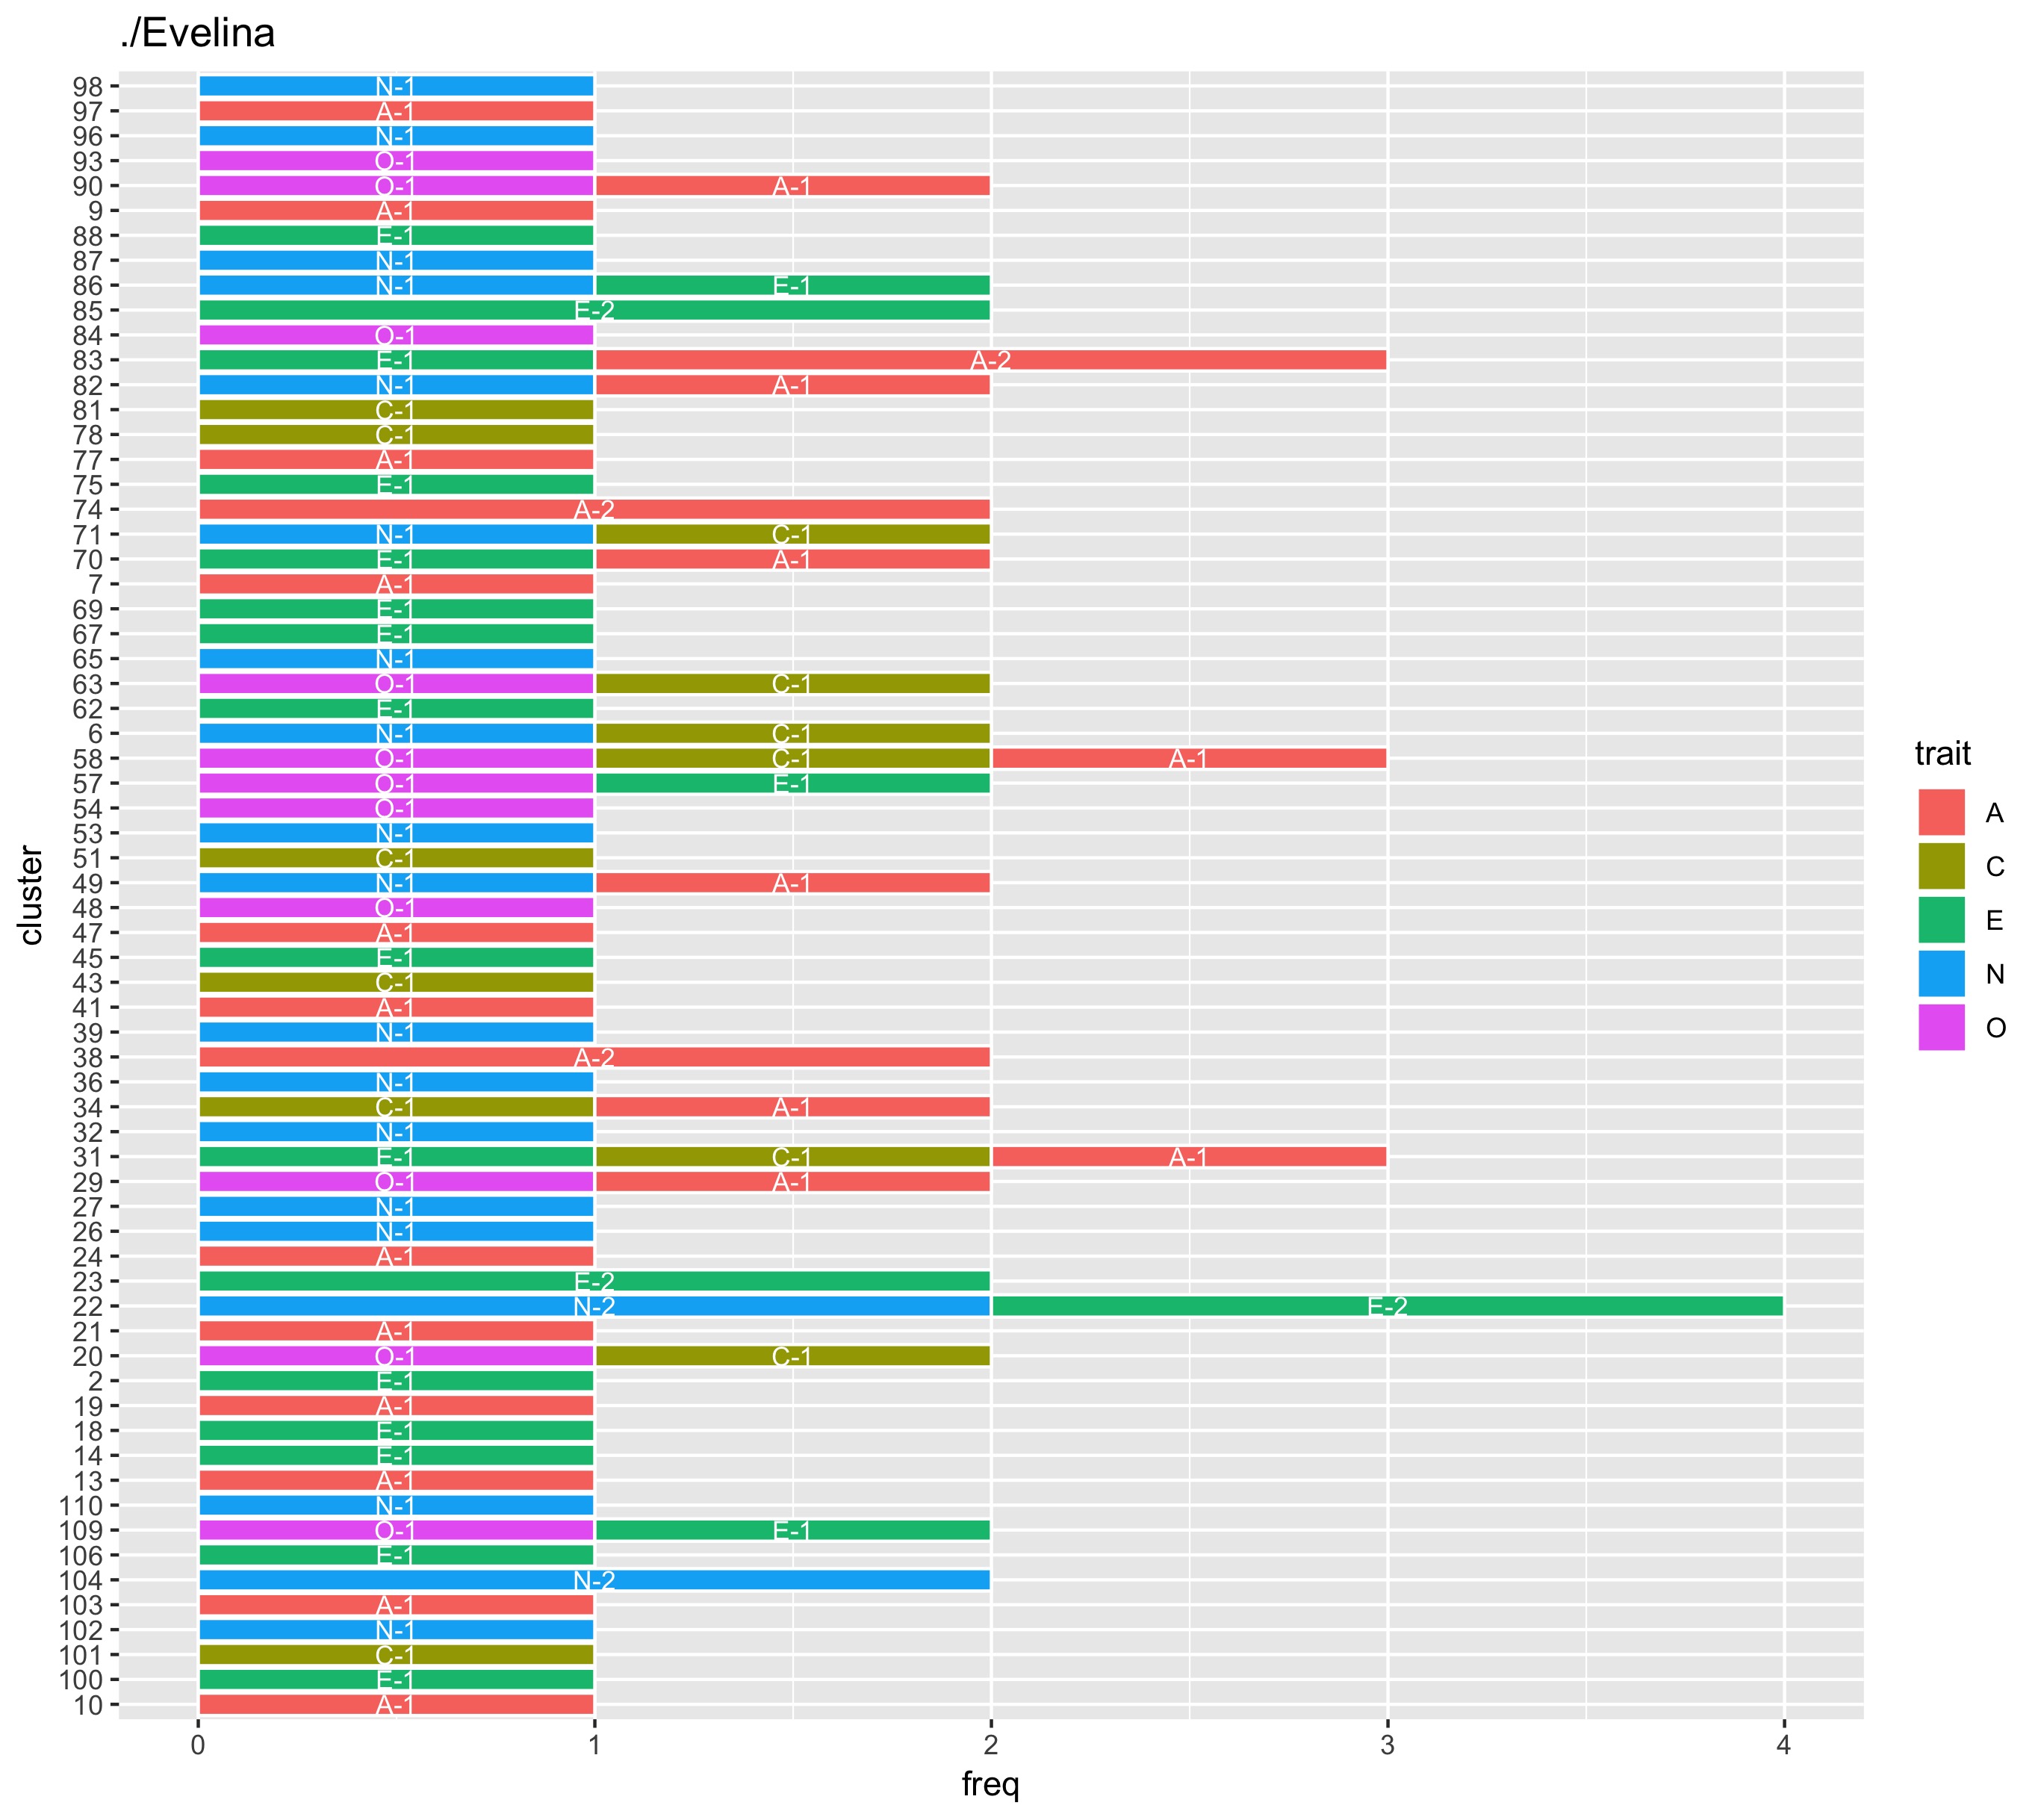 ./Evelina
98 N-1
97 A-1
96 N-1
93 O-1
90 O-1 A-1
9 A-1
88 E-1
87 N-1
86 N-1 E-1
85 E-2
84 O-1
83 E-1 A-2
82 N-1 A-1
81 C-1
78 C-1
77 A-1
75 E-1
74 A-2
71 N-1 C-1
70 E-1 A-1
7 A-1
69 E-1
67 E-1
65 N-1
63 O-1 C-1
62 E-1
6 N-1 C-1
58 O-1 C-1 A-1
57 O-1 E-1
54 O-1
53 N-1
51 C-1
49 N-1 A-1
48 O-1
47 A-1
45 E-1
43 C-1
41 A-1
39 N-1
38 A-2
36 N-1
34 C-1 A-1
32 N-1
31 E-1 C-1 A-1
29 O-1 A-1
27 N-1
26 N-1
24 A-1
23 E-2
22 N-2 E-2
21 A-1
20 O-1 C-1
2 E-1
19 A-1
18 E-1
14 E-1
13 A-1
110 N-1
109 O-1 E-1
106 E-1
104 N-2
103 A-1
102 N-1
101 C-1
100 E-1
10 A-1
0 1 2 3 4
freq
cluster
trait
A
C
E
N
O